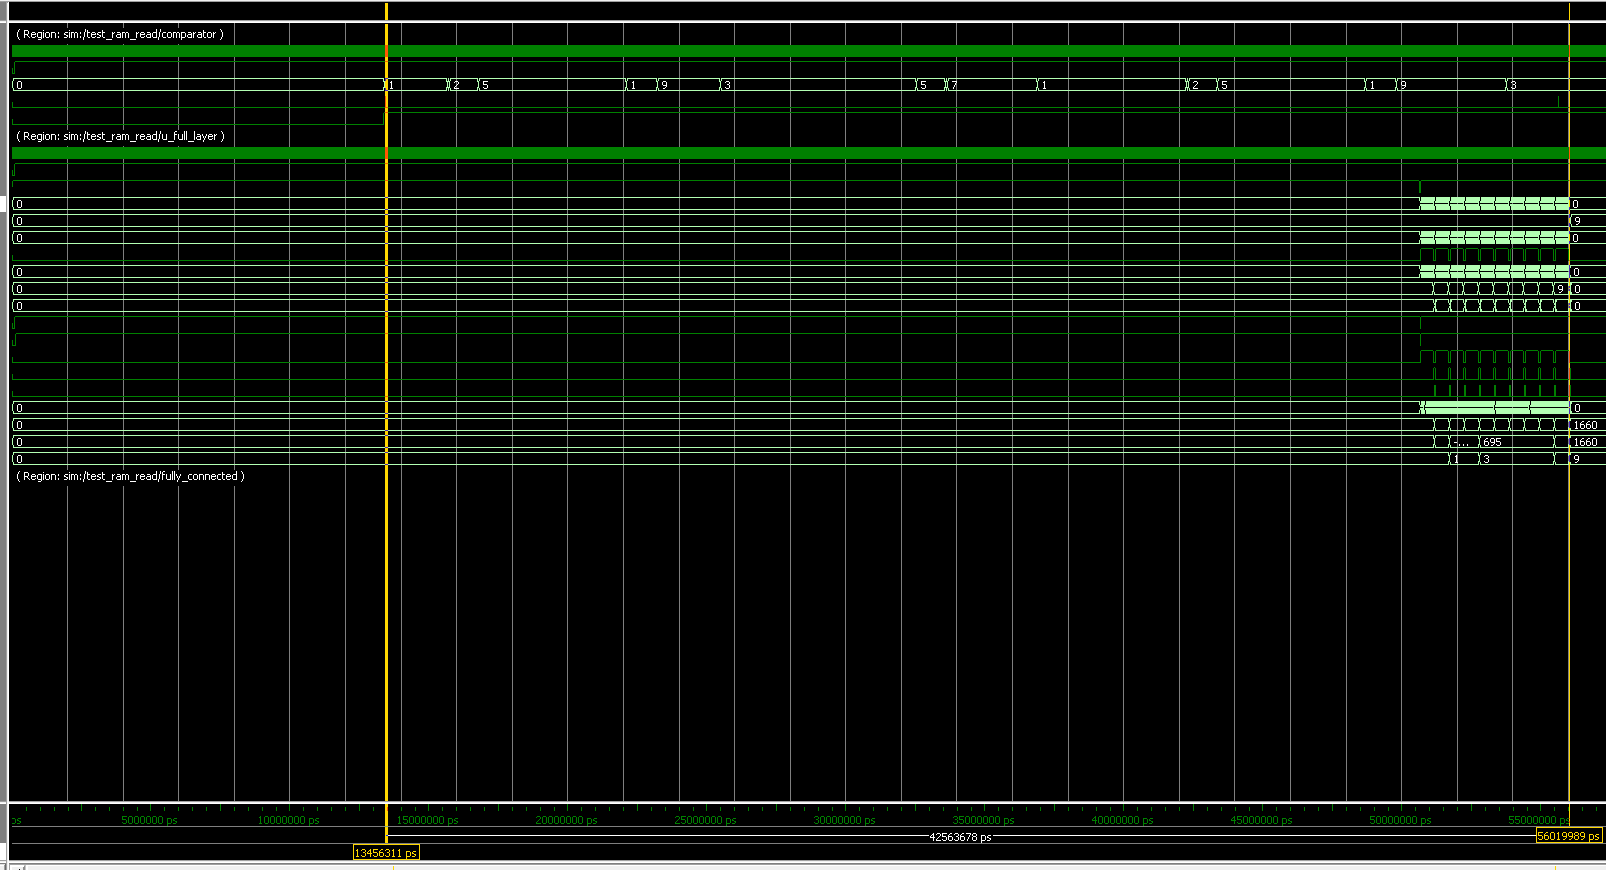 ( Region: sim:/test_ram_read/comparator )
0 1 2 5 1 9 3 5 7 1 2 5 1 9 3
( Region: sim:/test_ram_read/u_full_layer )
0 0
0 9
0 0
0 0
0 9 0
0 0
0 0
0 1660
0 -... 695 1660
0 1 3 9
( Region: sim:/test_ram_read/fully_connected )
ps 5000000 ps 10000000 ps 15000000 ps 20000000 ps 25000000 ps 30000000 ps 35000000 ps 40000000 ps 45000000 ps 50000000 ps 55000000 ps
42563678 ps 56019989 ps
13456311 ps